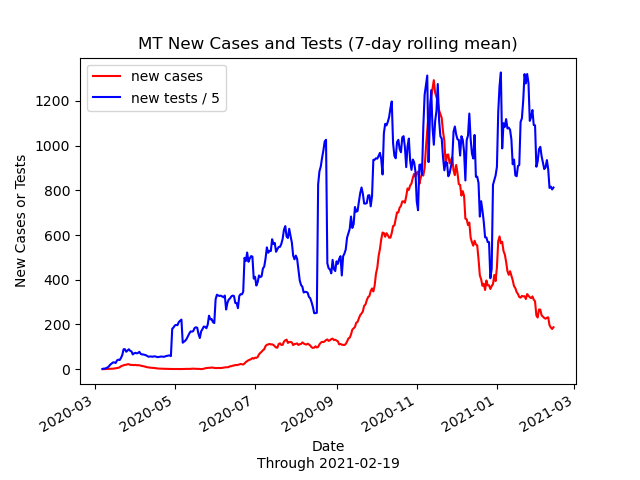 MT New Cases and Tests (7-day rolling mean)
new cases
new tests / 5
New Cases or Tests
1200
1000
800
600
400
200
0
2020-03
2020-05
2020-07
2020-09
2020-11
2021-01
2021-03
Date
Through 2021-02-19